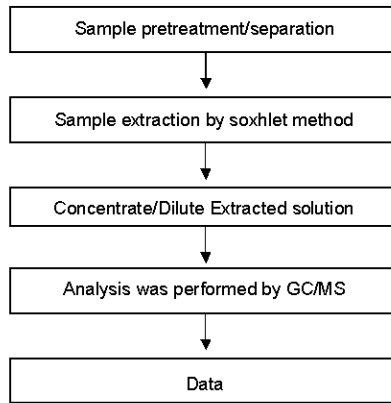 Sample pretreatment/separation
Sample extraction by soxhlet method
Concentrate/Dilute Extracted solution
Analysis was performed by GC/MS
Data